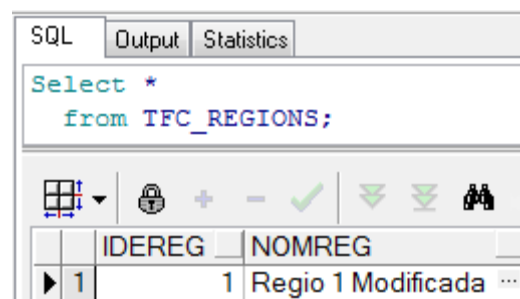 SQL Output Statistics
Select *
from TFC_REGIONS;
IDEREG NOMREG
1 1 Regio 1 Modificada ...